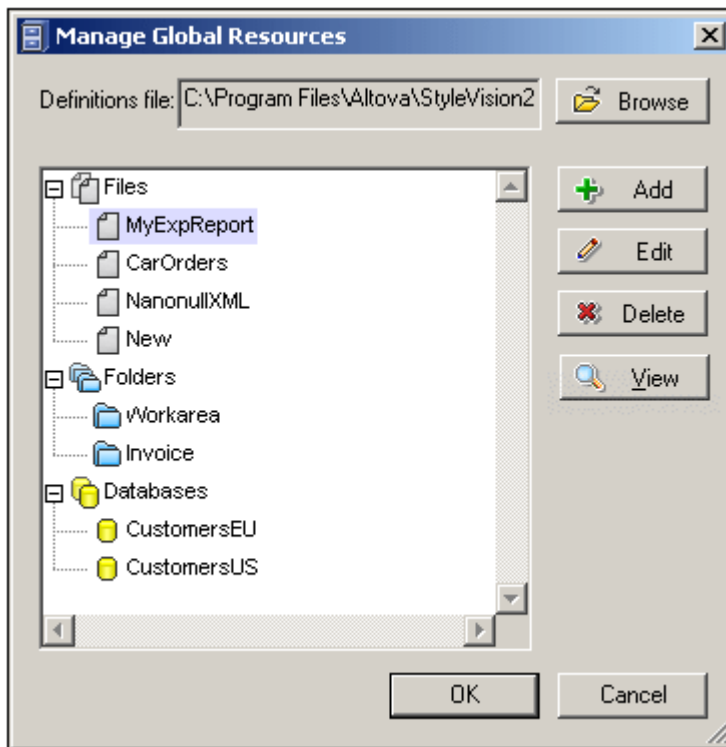 Manage Global Resources
Definitions file: C:\Program Files\Altova\StyleVision2 Browse
Files
MyExpReport
CarOrders
NanonullXML
New
Folders
Workarea
Invoice
Databases
CustomersEU
CustomersUS
Add
Edit
Delete
View
OK Cancel